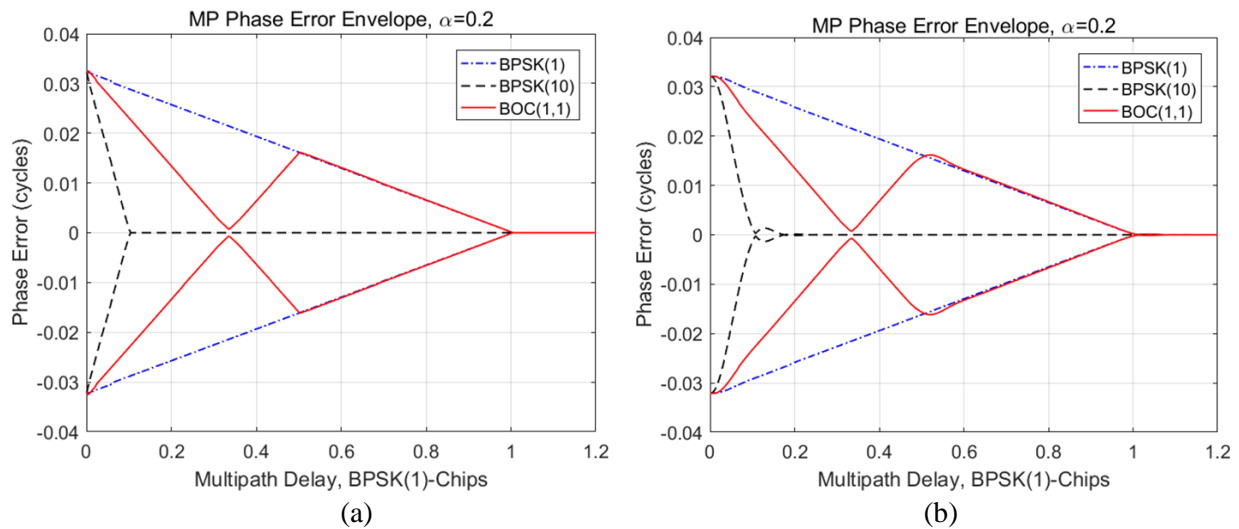 MP Phase Error Envelope, α=0.2
0.04
0.03
0.02
0.01
0
-0.01
-0.02
-0.03
-0.04
Phase Error (cycles)
BPSK(1)
BPSK(10)
BOC(1,1)
0 0.2 0.4 0.6 0.8 1 1.2
Multipath Delay, BPSK(1)-Chips
(a)
MP Phase Error Envelope, α=0.2
0.04
0.03
0.02
0.01
0
-0.01
-0.02
-0.03
-0.04
Phase Error (cycles)
BPSK(1)
BPSK(10)
BOC(1,1)
0 0.2 0.4 0.6 0.8 1 1.2
Multipath Delay, BPSK(1)-Chips
(b)